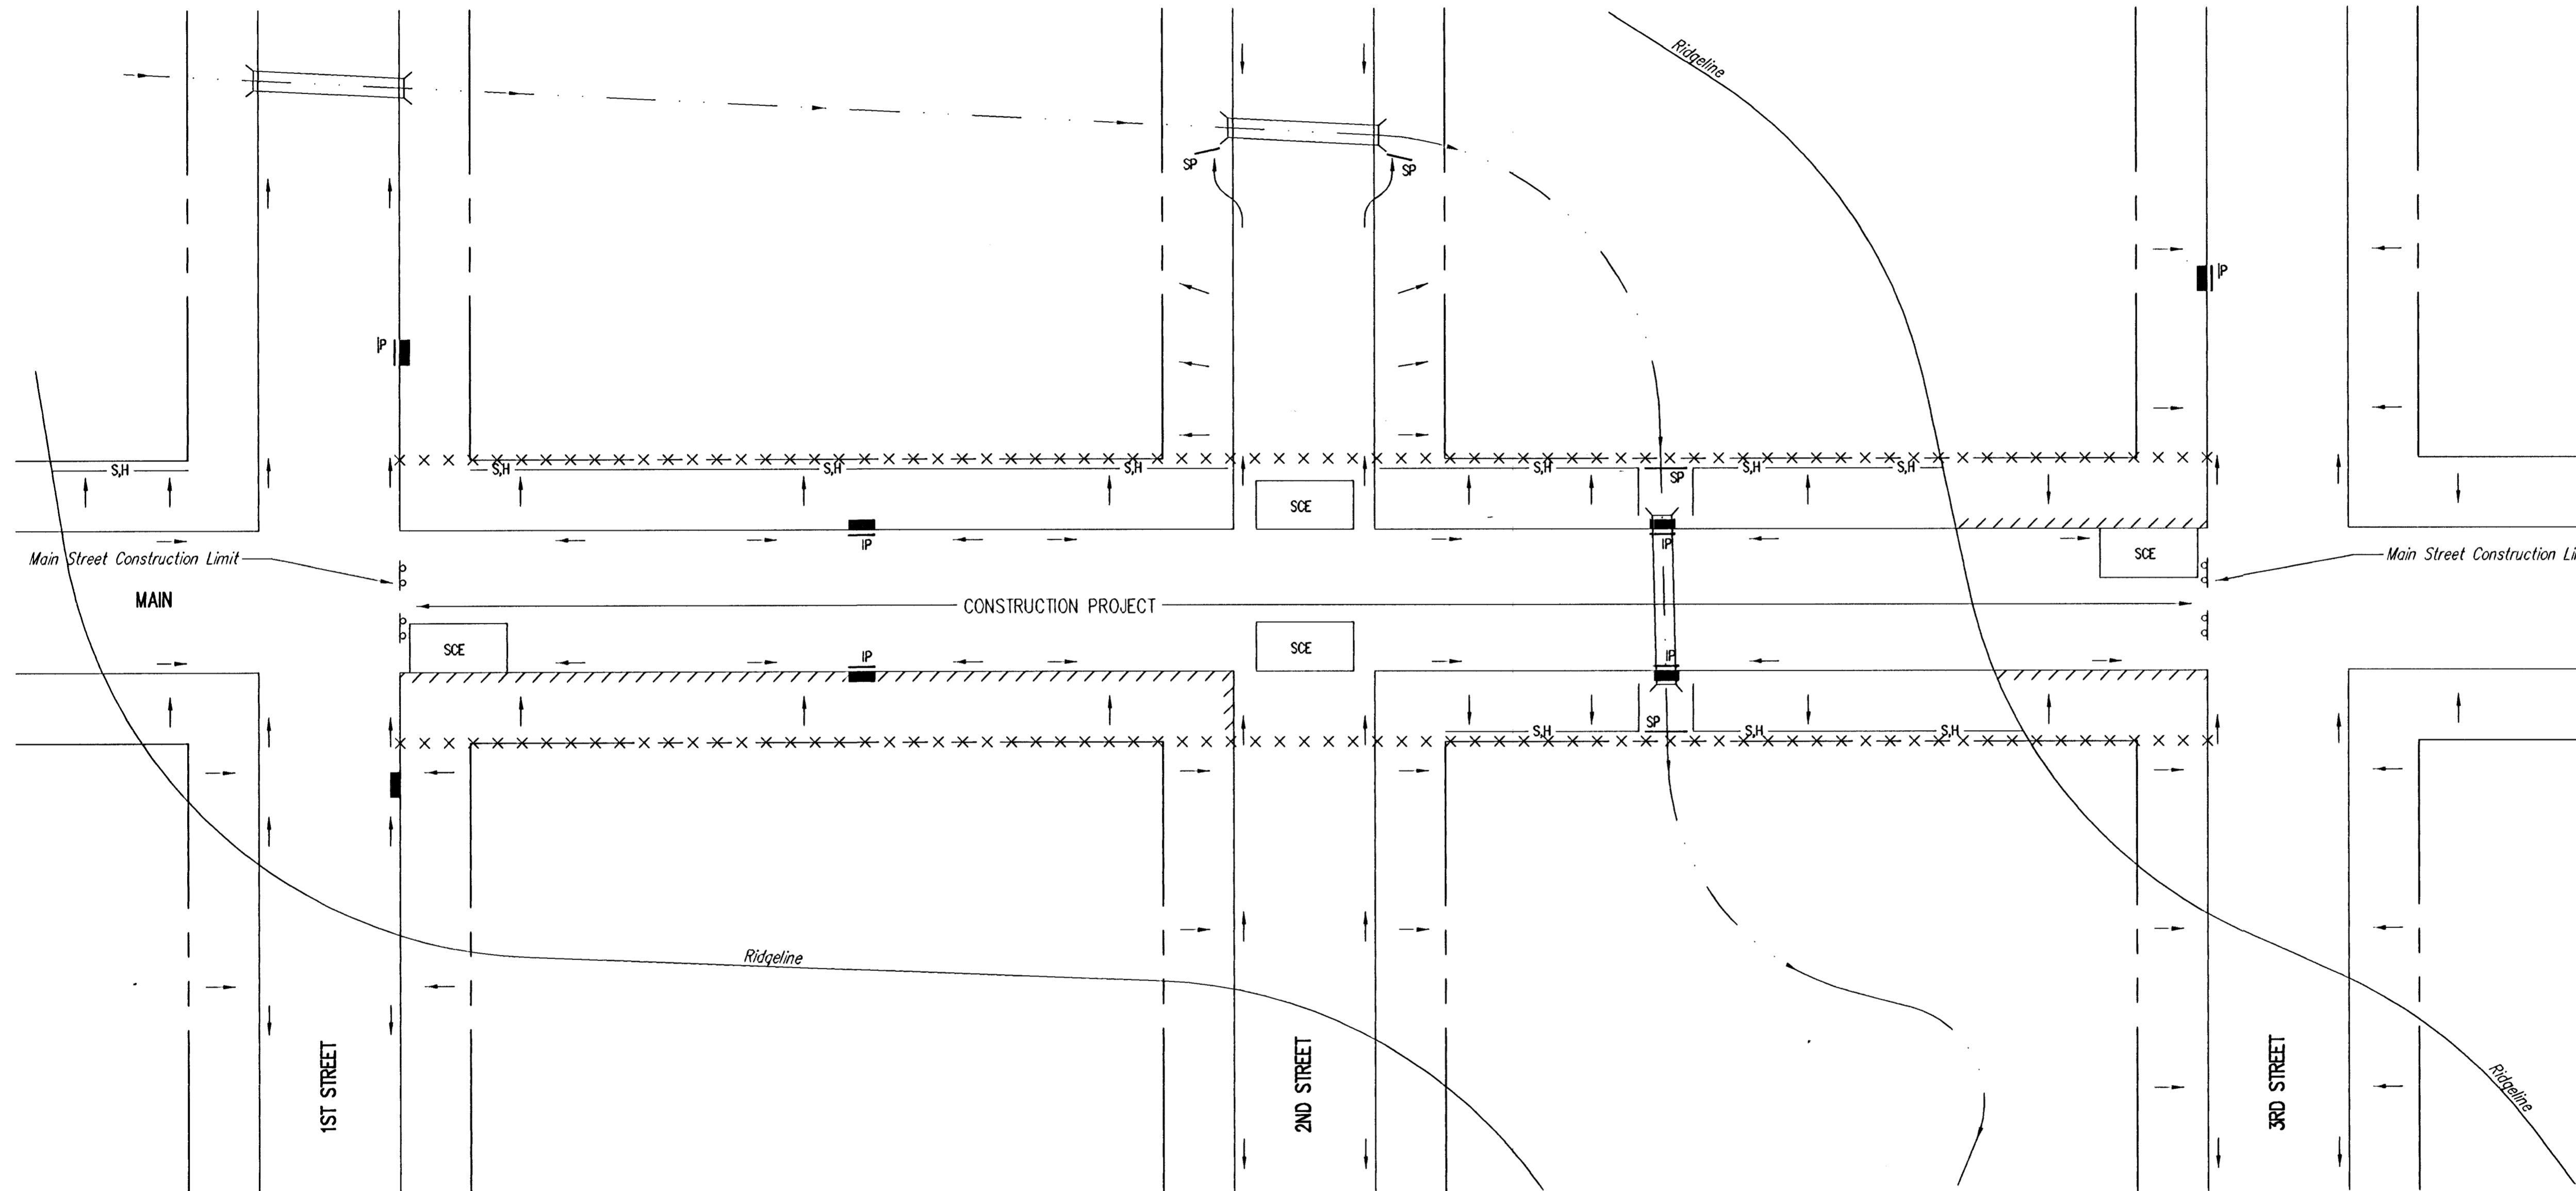 Ridgeline
SP
SP
IP
IP
S,H
S,H
S,H
S,H
S,H
S,H
S,H
SP
SCE
IP
IP
Main Street Construction Limit
SCE
Main Street Construction Li
MAIN
CONSTRUCTION PROJECT
SCE
IP
SCE
IP
SP
S,H
S,H
S,H
Ridgeline
1ST STREET
2ND STREET
3RD STREET
Ridgeline